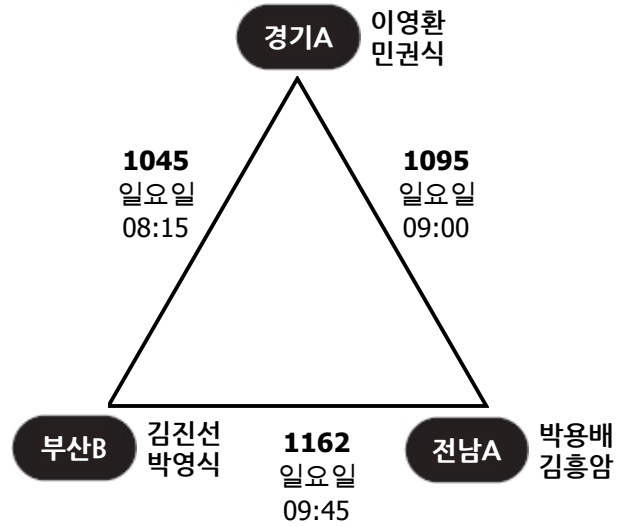 경기A
이영환
민권식
1045
일요일
08:15
1095
일요일
09:00
부산B
김진선
박영식
1162
일요일
09:45
전남A
박용배
김흥암